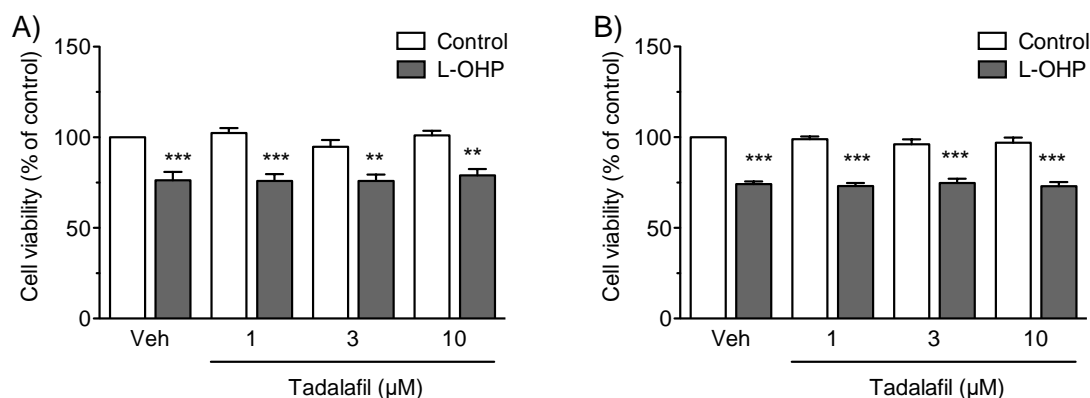 A)
Control
L-OHP
Cell viability (% of control)
150
100
50
0
***
***
**
**
Veh
1
3
10
Tadalafil (µM)
B)
Control
L-OHP
Cell viability (% of control)
150
100
50
0
***
***
***
***
Veh
1
3
10
Tadalafil (µM)